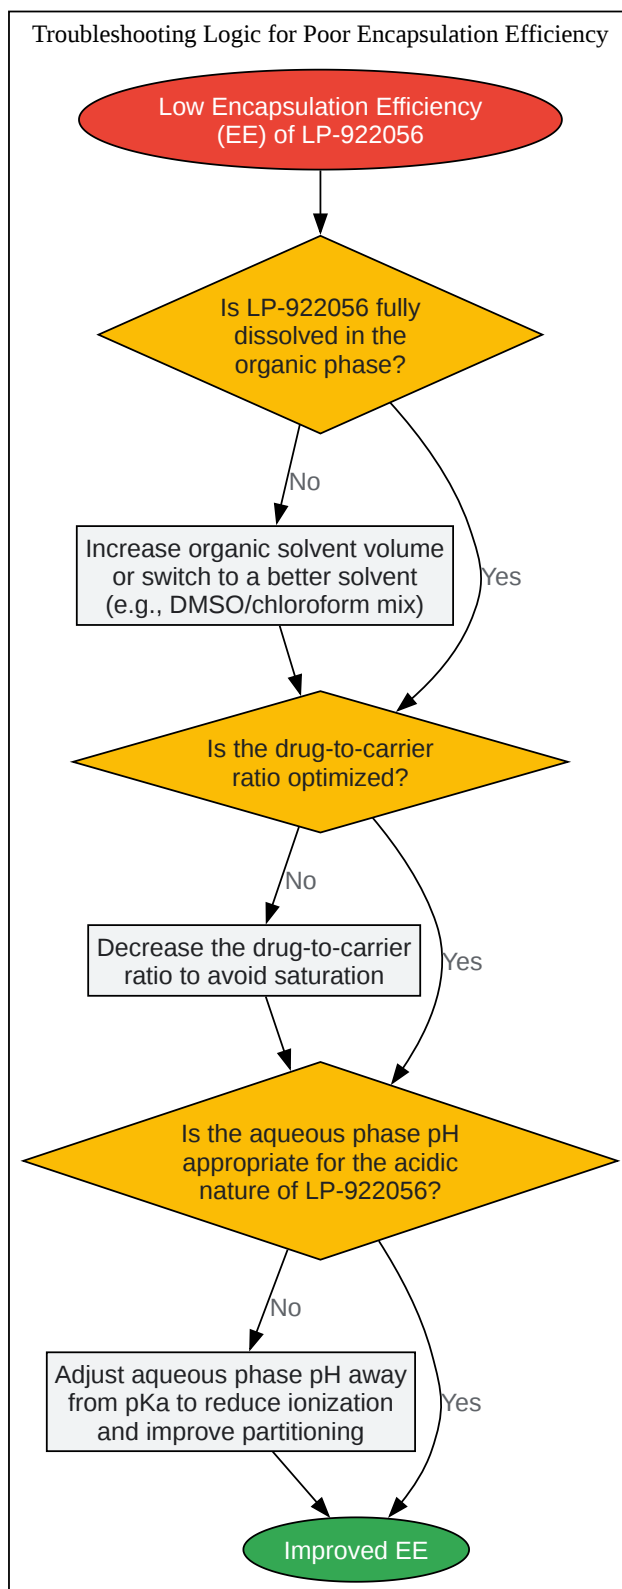 Troubleshooting Logic for Poor Encapsulation Efficiency
Low Encapsulation Efficiency
(EE) of LP-922056
Is LP-922056 fully
dissolved in the
organic phase?
No
Increase organic solvent volume
or switch to a better solvent
(e.g., DMSO/chloroform mix)
Yes
Is the drug-to-carrier
ratio optimized?
No
Decrease the drug-to-carrier
ratio to avoid saturation
Yes
Is the aqueous phase pH
appropriate for the acidic
nature of LP-922056?
No
Adjust aqueous phase pH away
from pKa to reduce ionization
and improve partitioning
Yes
Improved EE